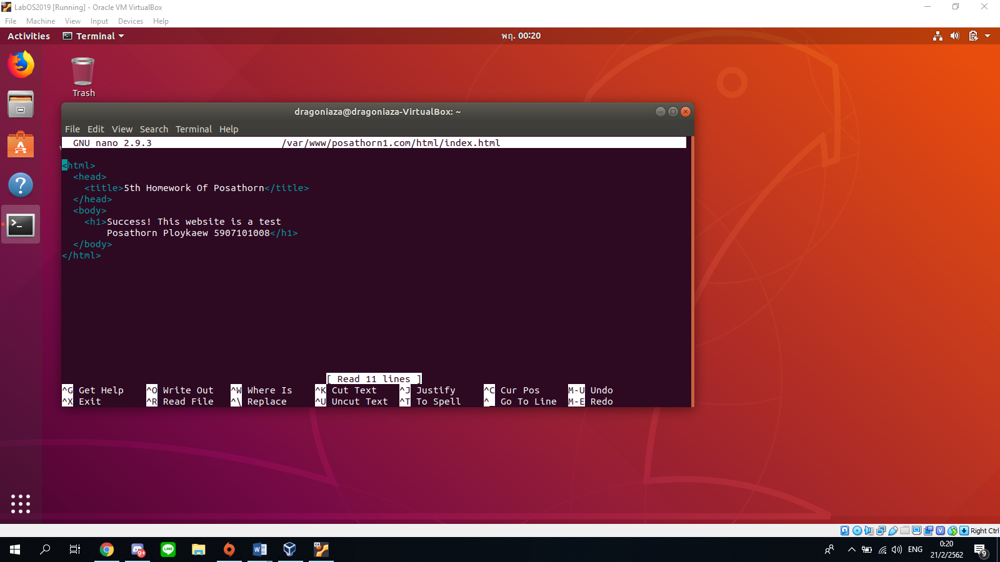 LabOS2019 [Running] - Oracle VM VirtualBox
File Machine View Input Devices Help
Activities Terminal พฤ. 00:20
Trash
dragoniaza@dragoniaza-VirtualBox: ~
File Edit View Search Terminal Help
GNU nano 2.9.3 /var/www/posathorn1.com/html/index.html
<html>
<head>
<title>5th Homework Of Posathorn</title>
</head>
<body>
<h1>Success! This website is a test
Posathorn Ploykaew 5907101008</h1>
</body>
</html>
[ Read 11 lines ]
^G Get Help ^O Write Out ^W Where Is ^K Cut Text ^J Justify ^C Cur Pos M-U Undo
^X Exit ^R Read File ^\ Replace ^U Uncut Text ^T To Spell ^_ Go To Line M-E Redo
Right Ctrl
9+ LINE W 64 ENG 0:20
21/2/2562 9